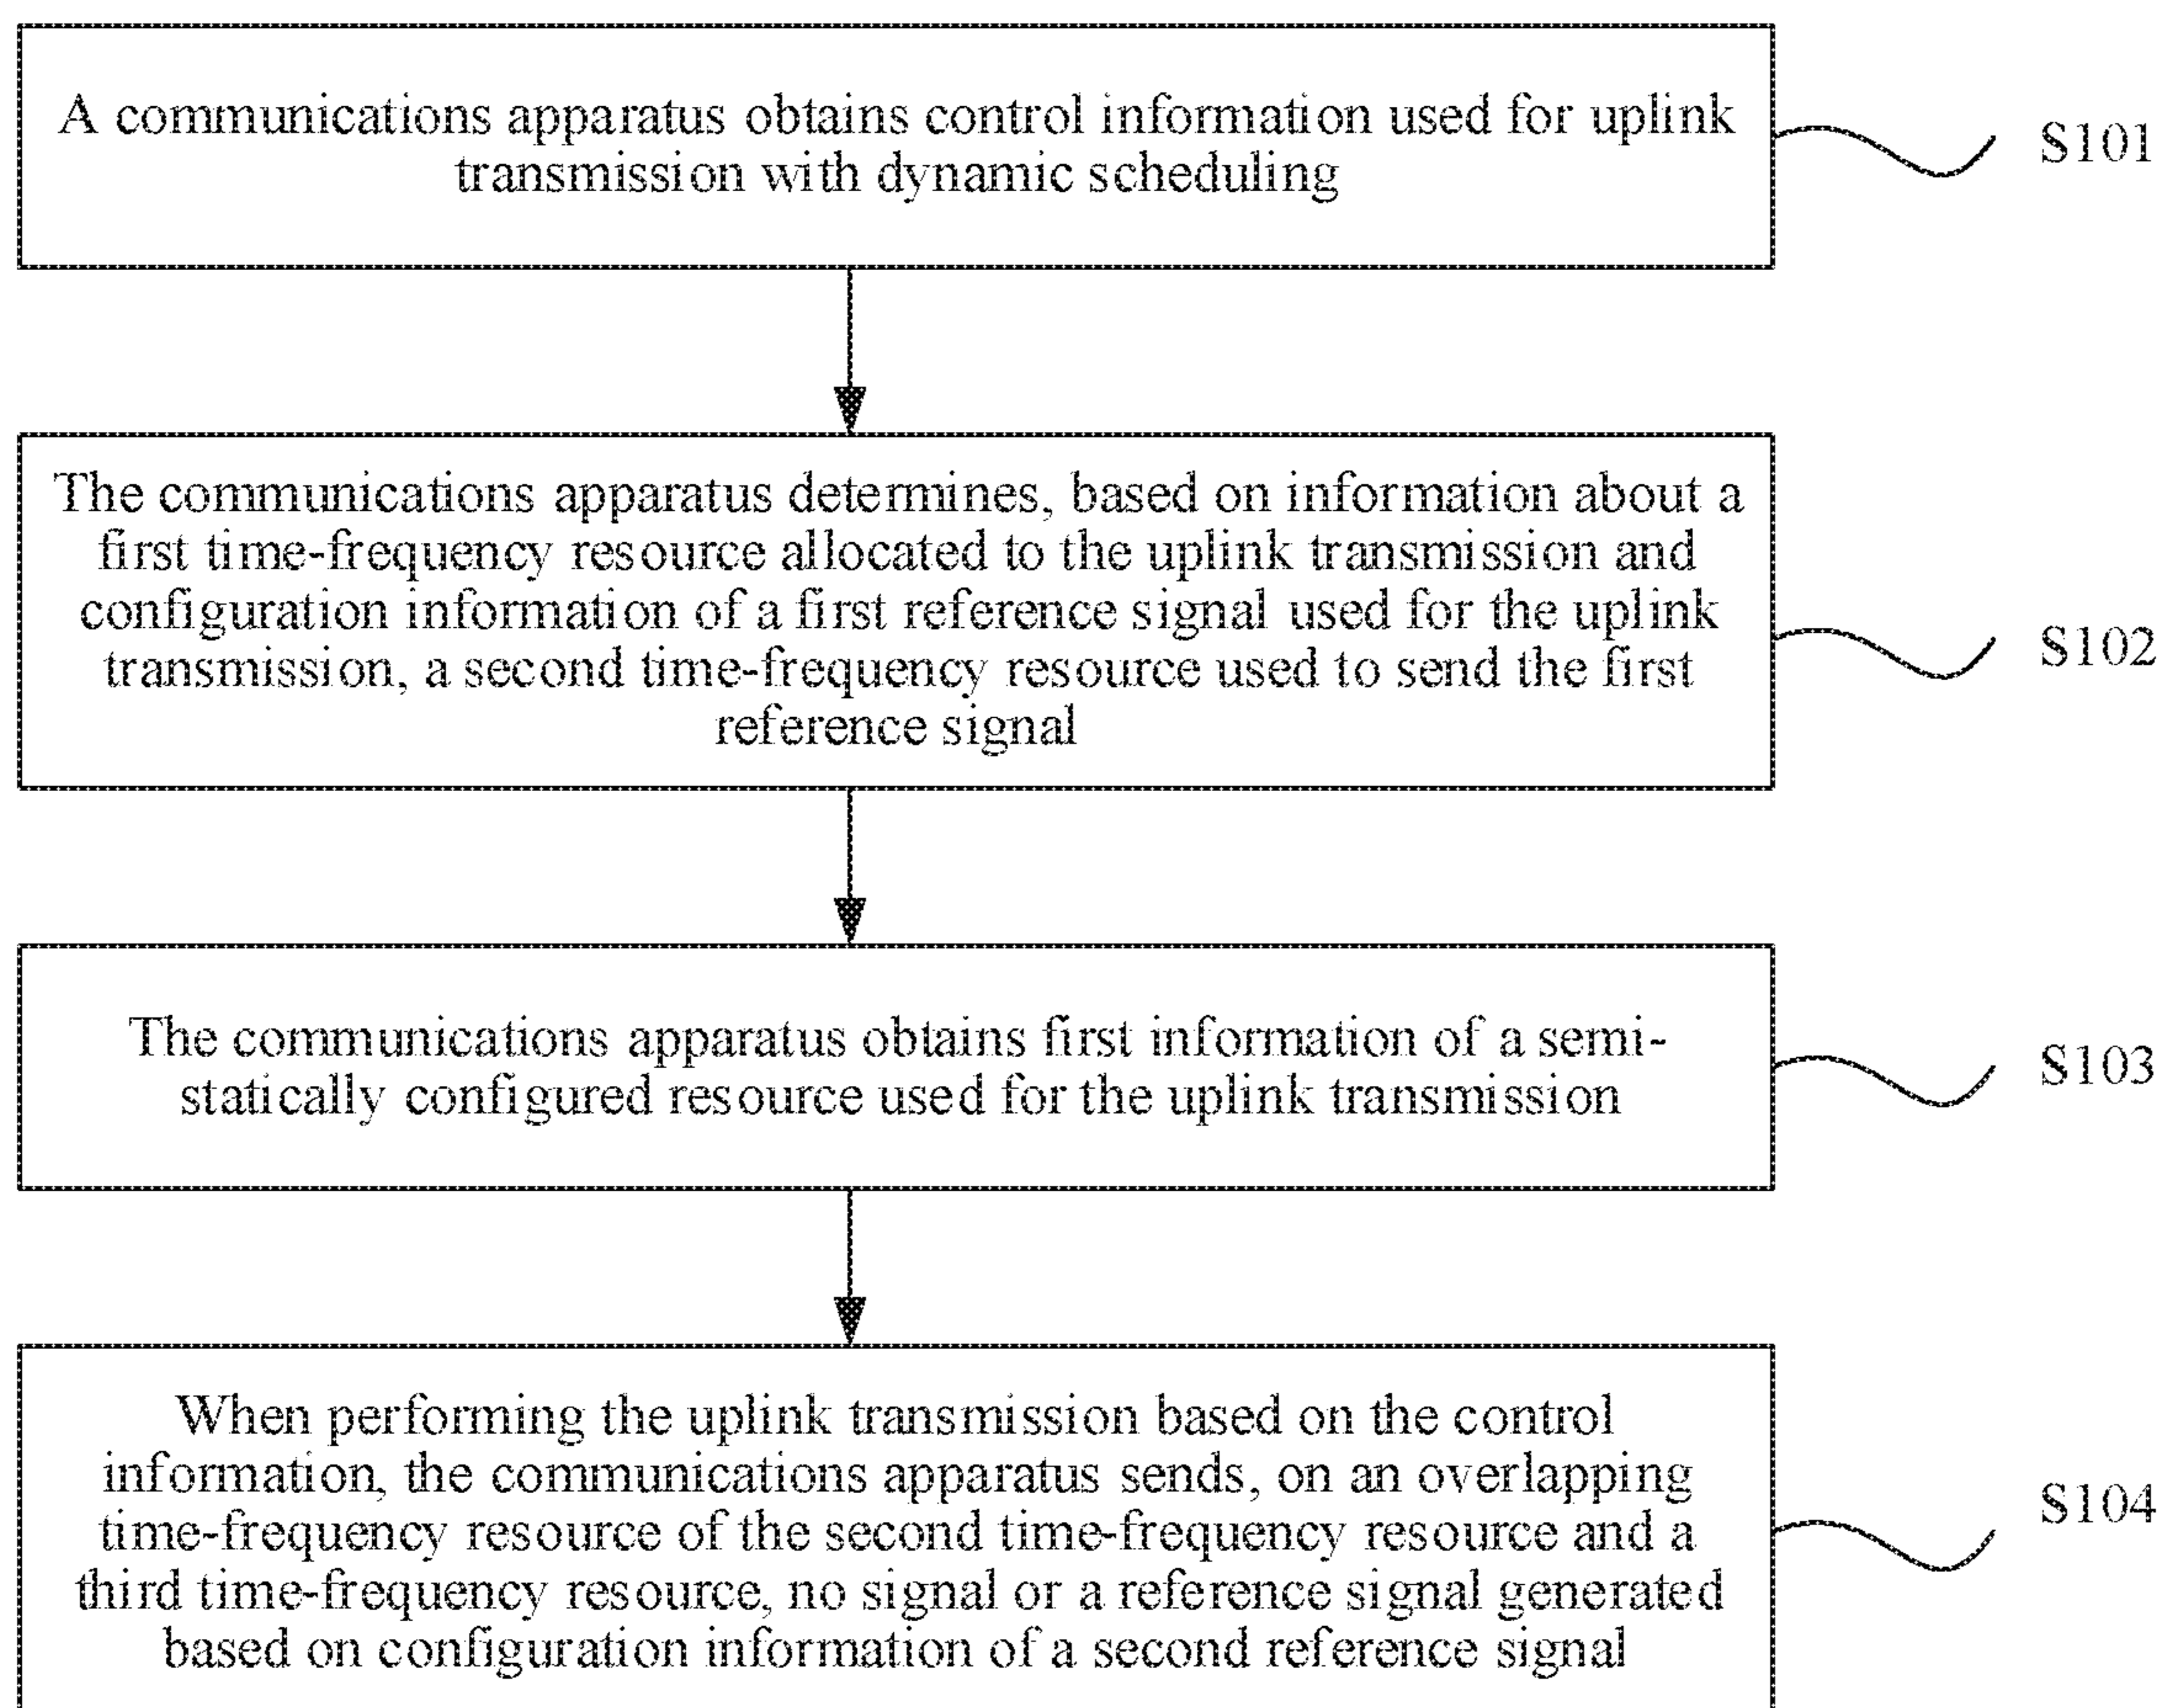 A communications apparatus obtains control information used for uplink
transmission with dynamic scheduling
S101
The communications apparatus determines, based on information about a
first time-frequency resource allocated to the uplink transmission and
configuration information of a first reference signal used for the uplink
transmission, a second time-frequency resource used to send the first
reference signal
S102
The communications apparatus obtains first information of a semi-
statically configured resource used for the uplink transmission
S103
When performing the uplink transmission based on the control
information, the communications apparatus sends, on an overlapping
time-frequency resource of the second time-frequency resource and a
third time-frequency resource, no signal or a reference signal generated
based on configuration information of a second reference signal
S104